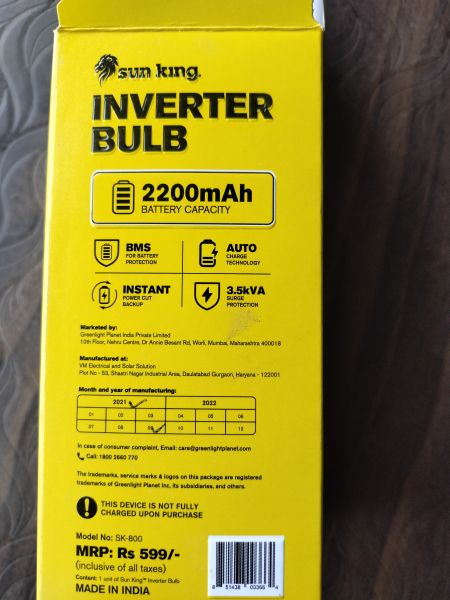 sun king.
INVERTER
BULB
2200mAh
BATTERY CAPACITY
BMS
FOR BATTERY
PROTECTION
AUTO
CHARGE
TECHNOLOGY
INSTANT
POWER CUT
BACKUP
3.5kVA
SURGE
PROTECTION
Marketed by:
Greenlight Planet India Private Limited
10th Floor, Nehru Centre, Dr Annie Besant Rd, Worli, Mumbai, Maharashtra 400018
Manufactured at:
VM Electrical and Solar Solution
Plot No - 53, Shastri Nagar Industrial Area, Daulatabad Gurgaon, Haryana - 122001
Month and year of manufacturing:
2021 2022
01 02 03 04 05 06
07 08 09 10 11 12
In case of consumer complaint, Email: care@greenlightplanet.com
Call: 1800 2660 770
The trademarks, service marks & logos on this package are registered
trademarks of Greenlight Planet Inc, its subsidiaries, and others.
THIS DEVICE IS NOT FULLY
CHARGED UPON PURCHASE
Model No: SK-800
MRP: Rs 599/-
(inclusive of all taxes)
Content: 1 unit of Sun King™ Inverter Bulb
MADE IN INDIA
8 51438 00366 4